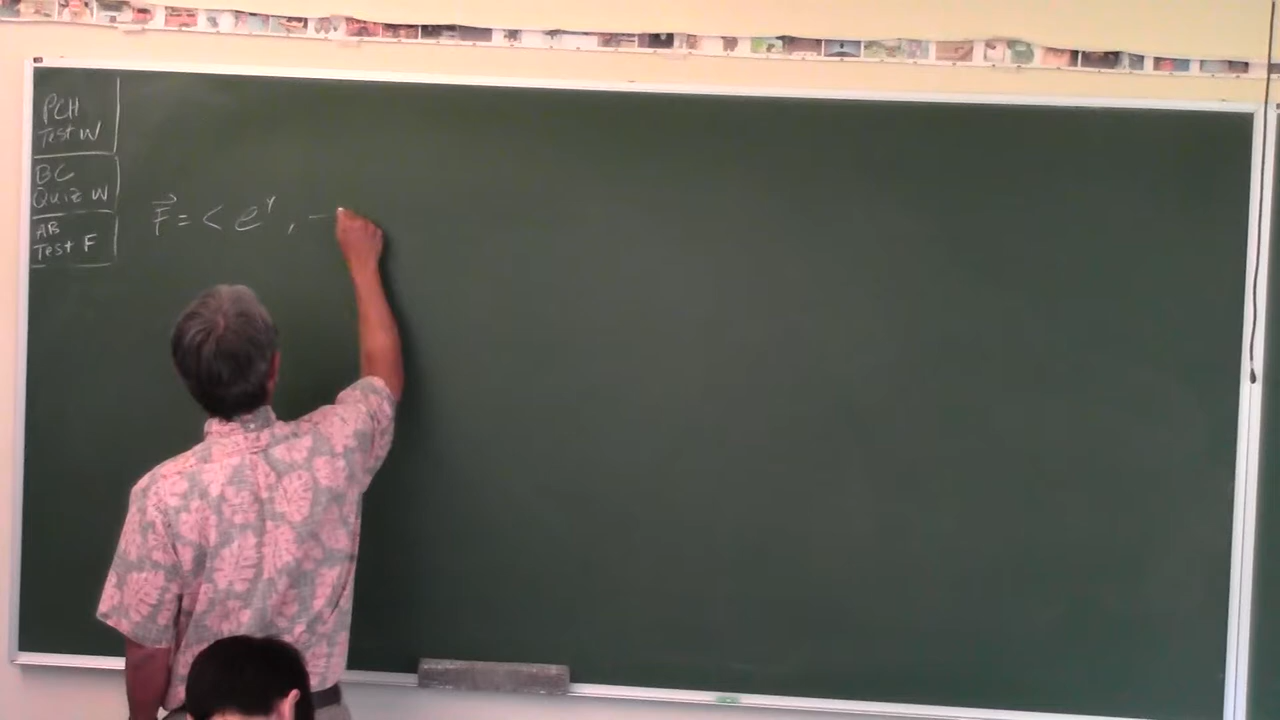 PCH
Test W
BC
Quiz W
AB
Test F
F⃗ = < e^y , –